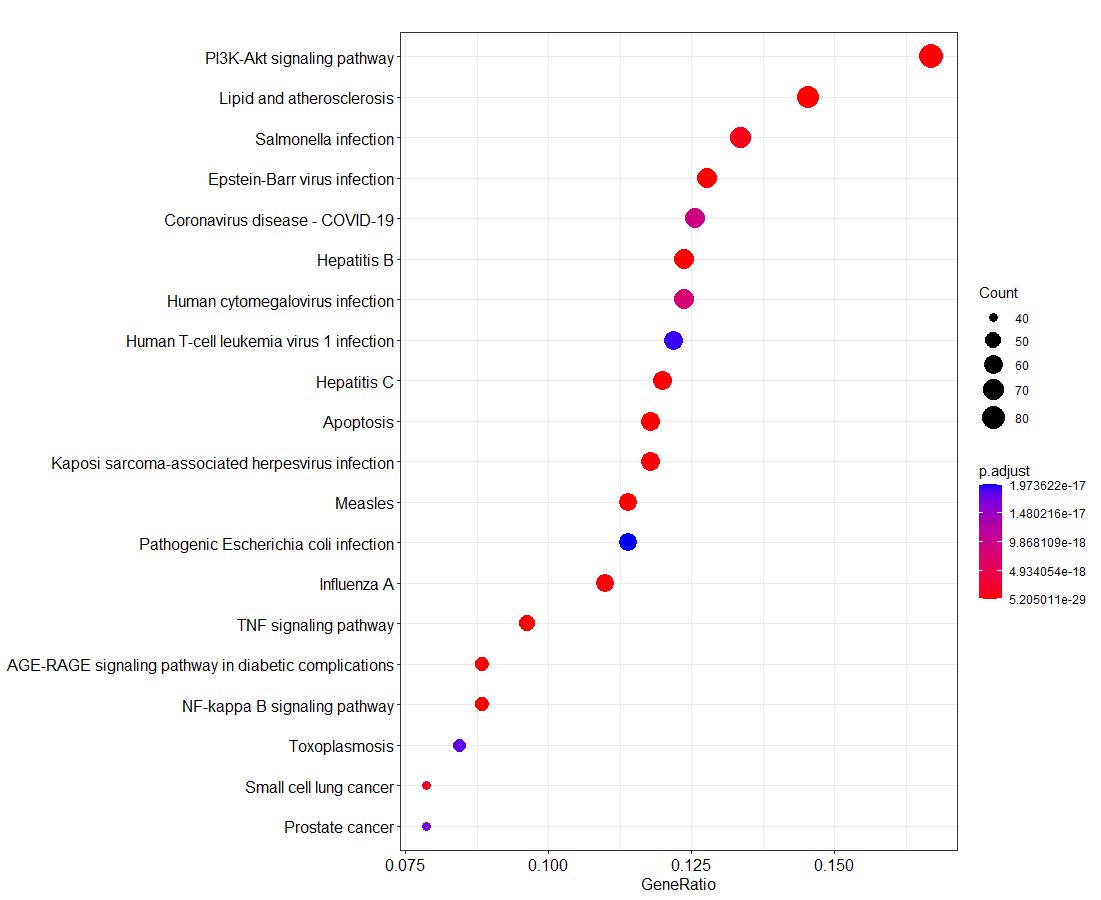 PI3K-Akt signaling pathway
Lipid and atherosclerosis
Salmonella infection
Epstein-Barr virus infection
Coronavirus disease - COVID-19
Hepatitis B
Human cytomegalovirus infection
Human T-cell leukemia virus 1 infection
Hepatitis C
Apoptosis
Kaposi sarcoma-associated herpesvirus infection
Measles
Pathogenic Escherichia coli infection
Influenza A
TNF signaling pathway
AGE-RAGE signaling pathway in diabetic complications
NF-kappa B signaling pathway
Toxoplasmosis
Small cell lung cancer
Prostate cancer
0.075 0.100 0.125 0.150
GeneRatio
Count
40
50
60
70
80
p.adjust
1.973622e-17
1.480216e-17
9.868109e-18
4.934054e-18
5.205011e-29